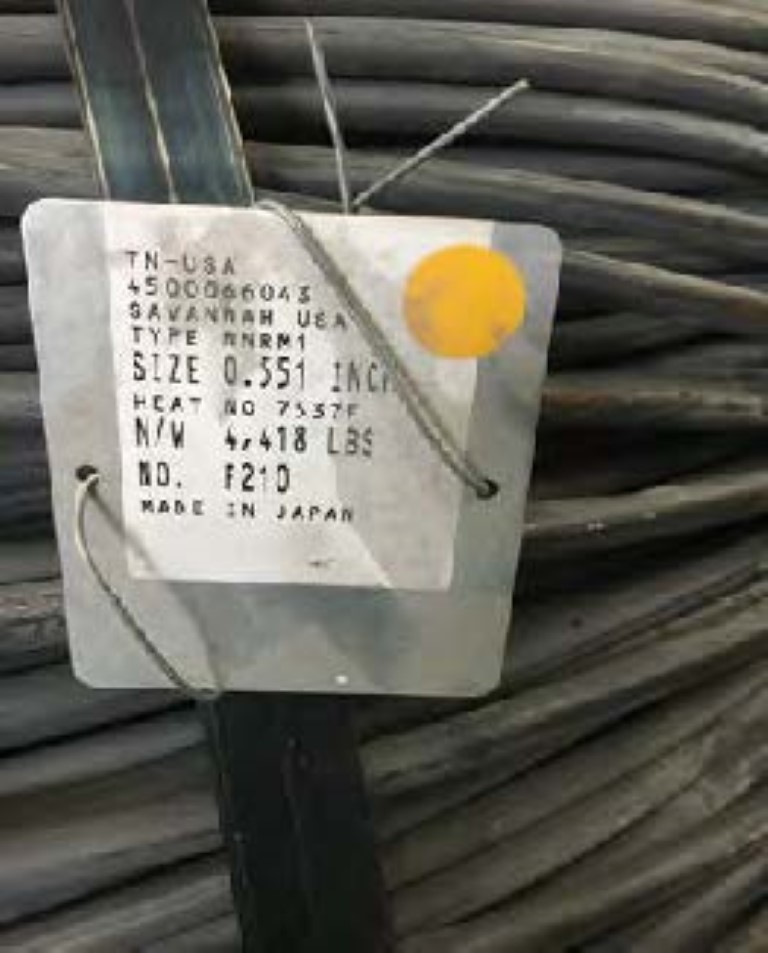 TN-USA
4500066043
SAVANNAH USA
TYPE NNRM1
SIZE 0.551 INCH
HEAT NO 7537F
N/W 4,418 LBS
NO. F210
MADE IN JAPAN